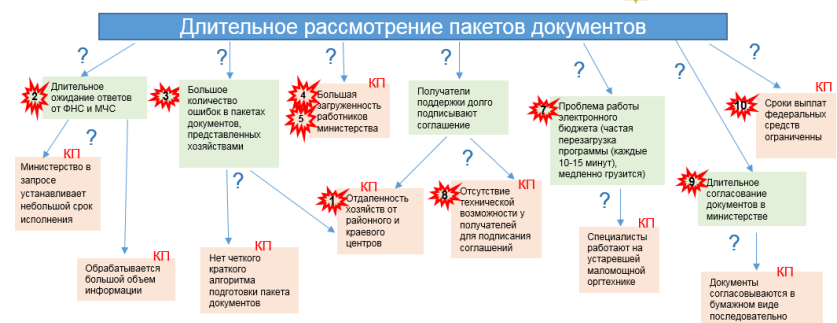 Длительное рассмотрение пакетов документов
?
?
?
?
?
?
?
2
Длительное
ожидание ответов
от ФНС и МЧС
3
Большое
количество
ошибок в пакетах
документов,
представленных
хозяйствами
КП
4
5
Большая
загруженность
работников
министерства
Получатели
поддержки долго
подписывают
соглашение
7
Проблема работы
электронного
бюджета (частая
перезагрузка
программы (каждые
10-15 минут),
медленно грузится)
КП
10
Сроки выплат
федеральных
средств
ограниченны
9
Длительное
согласование
документов в
министерстве
?
КП
Министерство в
запросе
устанавливает
небольшой срок
исполнения
КП
Обрабатывается
большой объем
информации
?
КП
Нет четкого
краткого
алгоритма
подготовки пакета
документов
КП
1
Отдаленность
хозяйств от
районного и
краевого
центров
?
КП
8
Отсутствие
технической
возможности у
получателей
для подписания
соглашений
?
КП
Специалисты
работают на
устаревшей
маломощной
оргтехнике
?
КП
Документы
согласовываются в
бумажном виде
последовательно